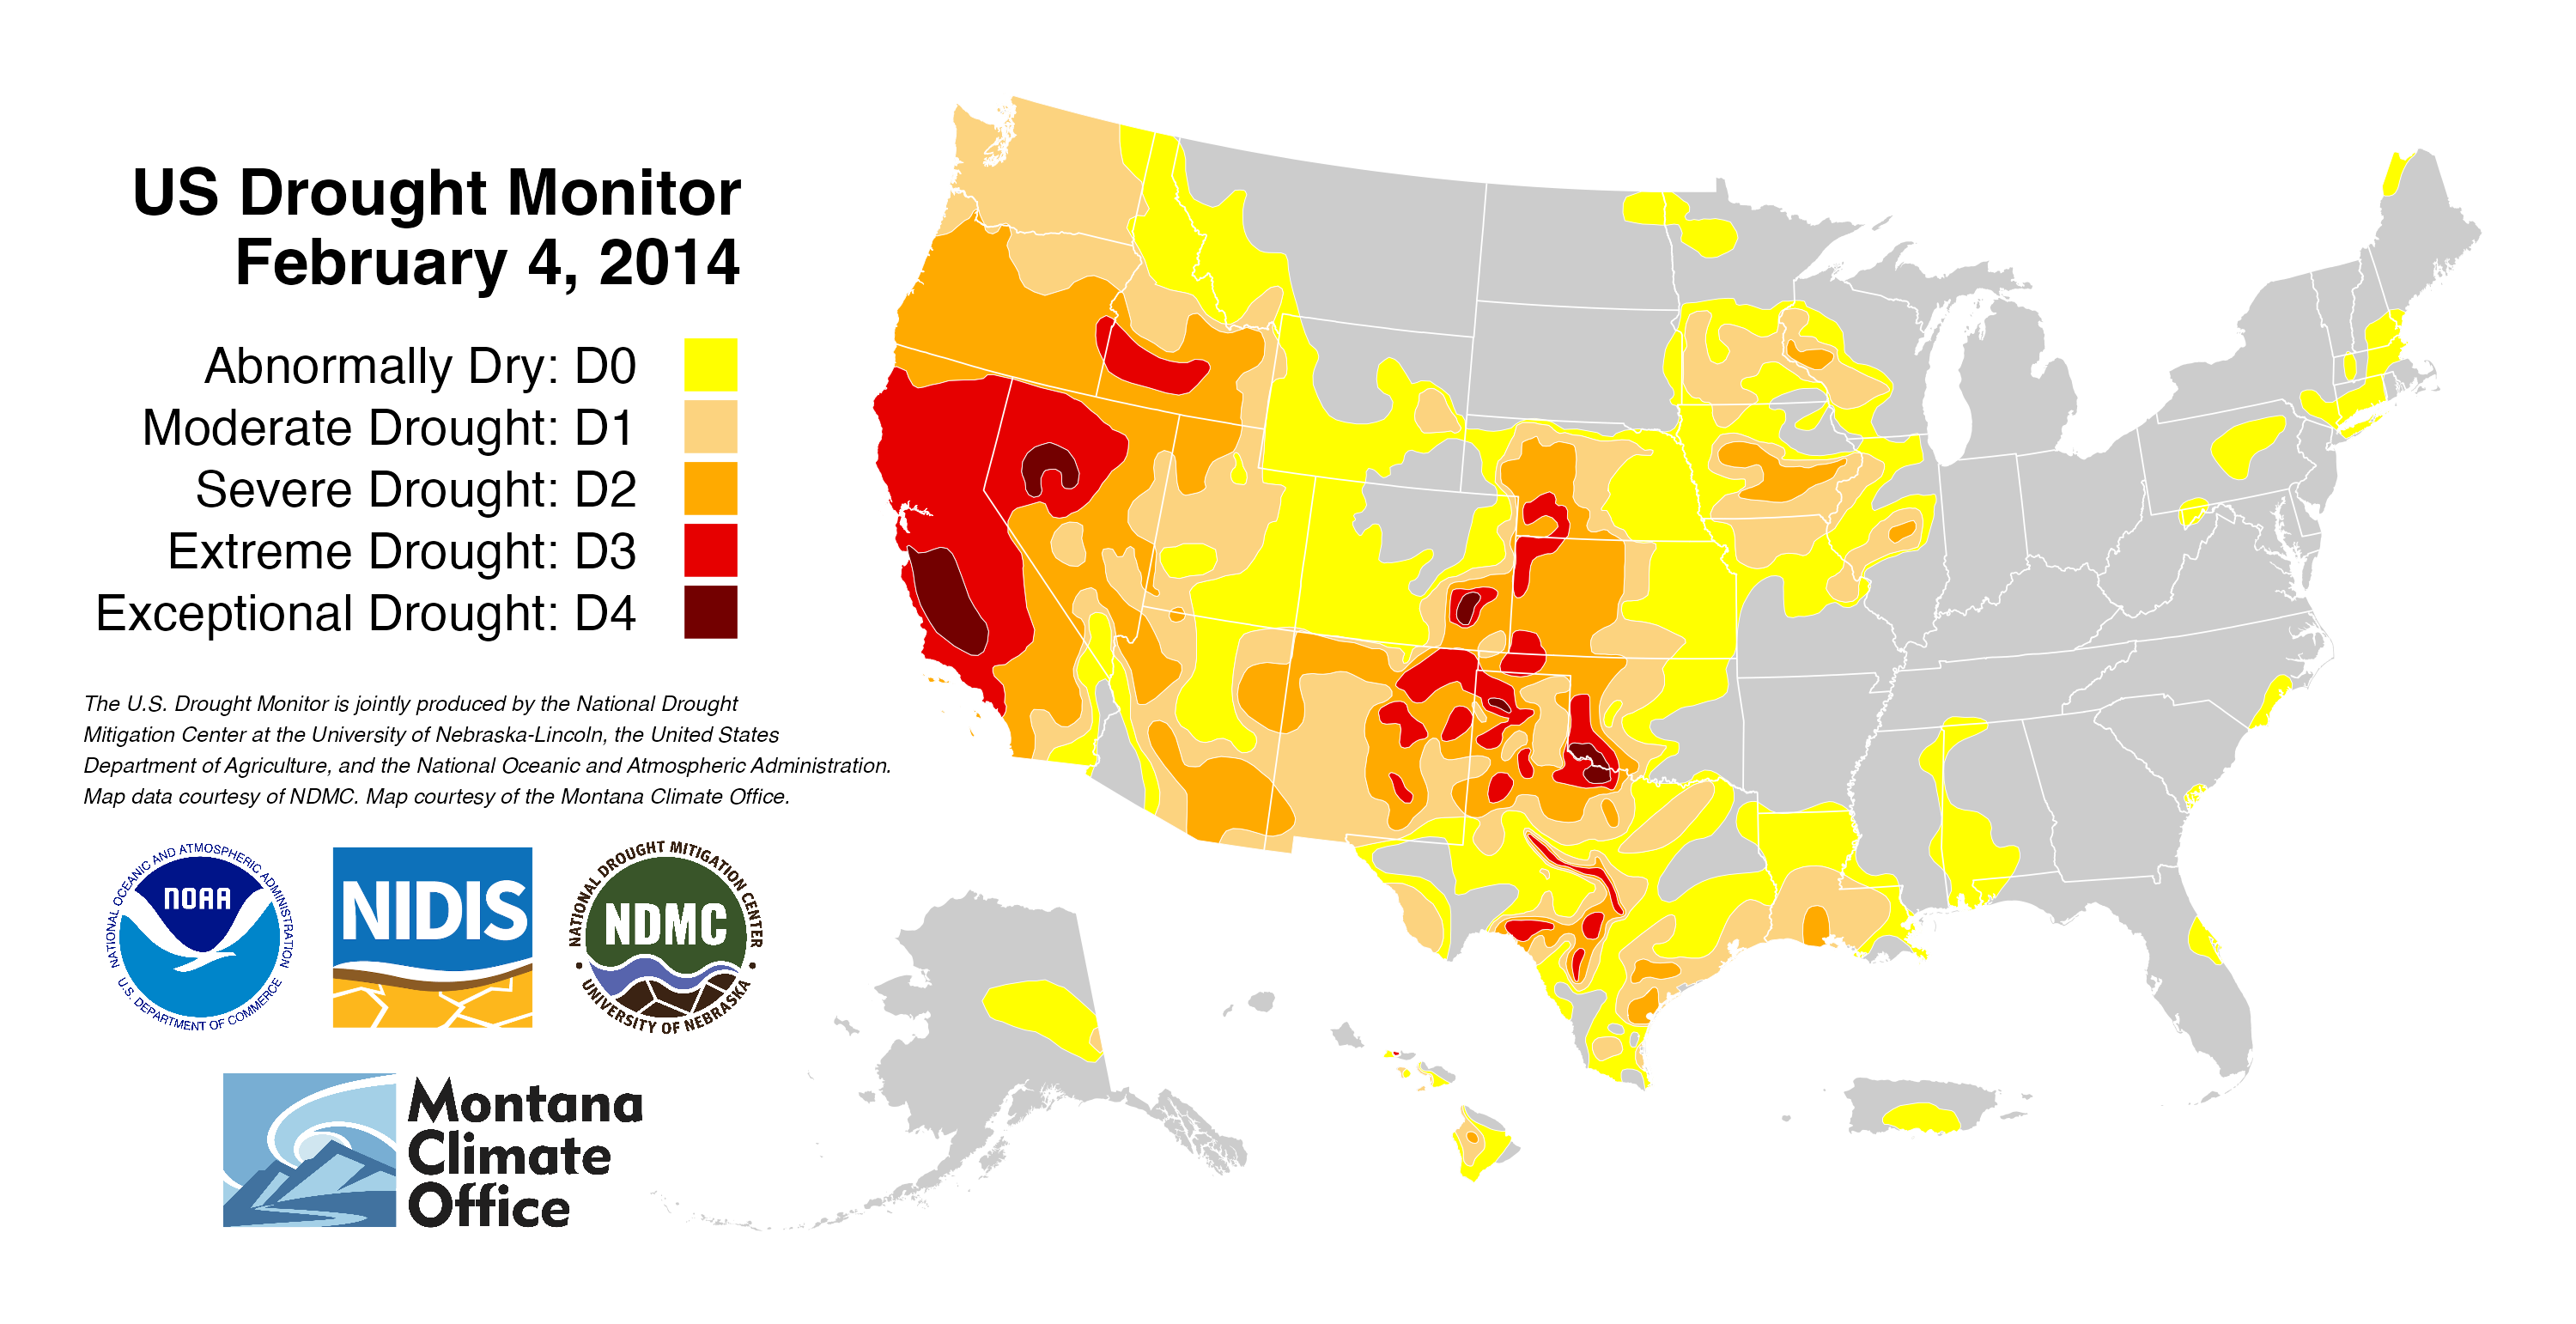 US Drought Monitor
February 4, 2014
Abnormally Dry: D0
Moderate Drought: D1
Severe Drought: D2
Extreme Drought: D3
Exceptional Drought: D4
The U.S. Drought Monitor is jointly produced by the National Drought
Mitigation Center at the University of Nebraska-Lincoln, the United States
Department of Agriculture, and the National Oceanic and Atmospheric Administration.
Map data courtesy of NDMC. Map courtesy of the Montana Climate Office.
NATIONAL OCEANIC AND ATMOSPHERIC ADMINISTRATION
NOAA
U.S. DEPARTMENT OF COMMERCE
NIDIS
NATIONAL DROUGHT MITIGATION CENTER
NDMC
UNIVERSITY OF NEBRASKA
Montana
Climate
Office